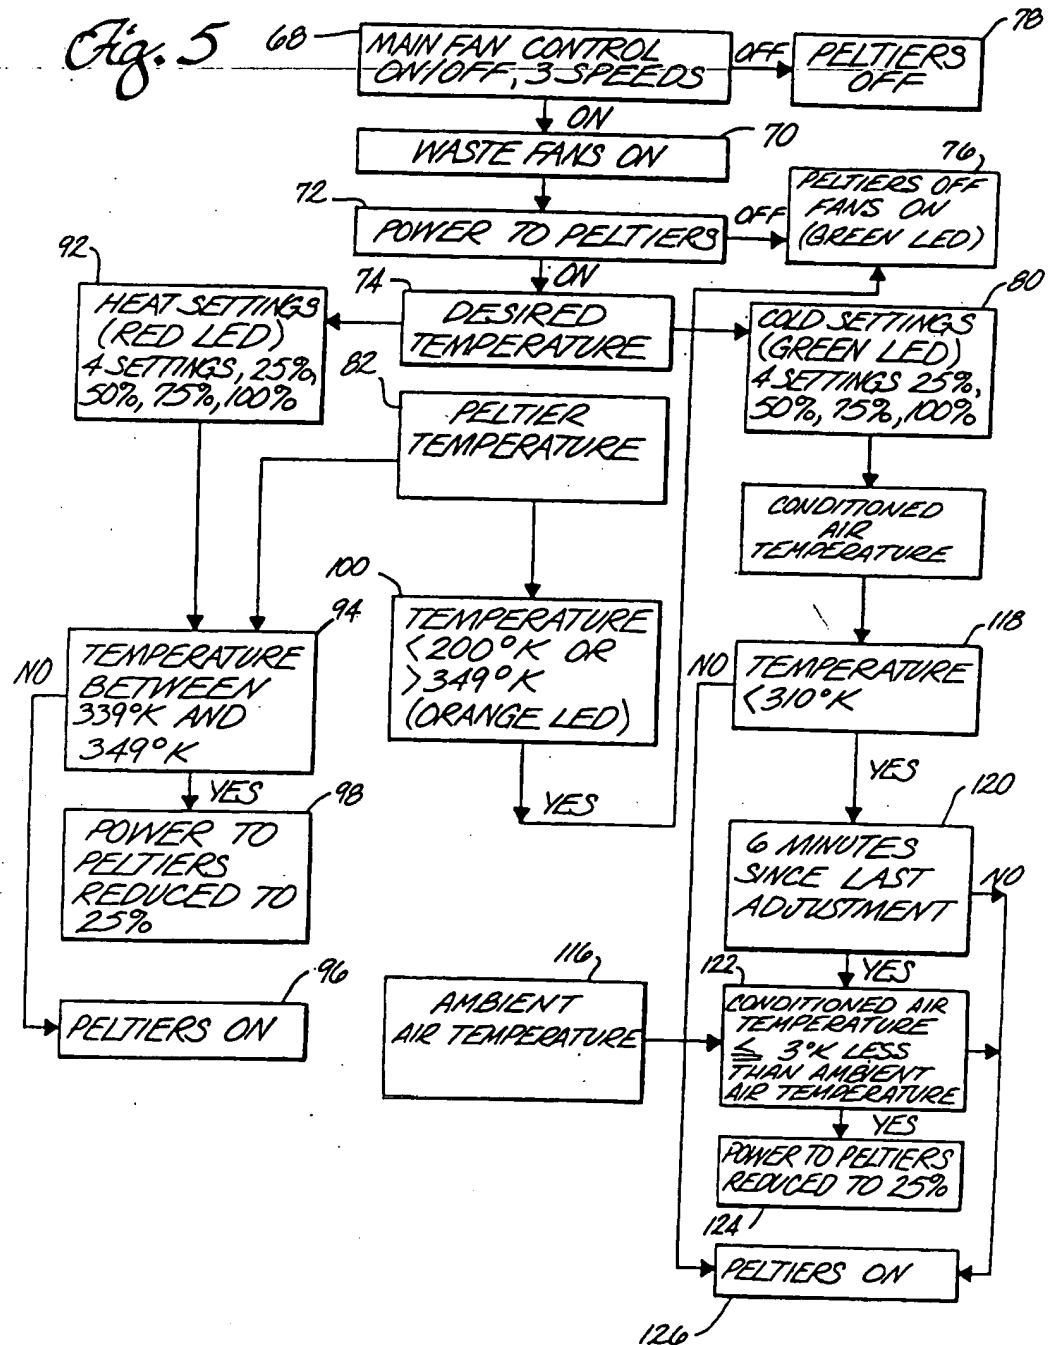 Fig. 5
68
MAIN FAN CONTROL
ON/OFF, 3 SPEEDS
OFF
78
PELTIERS
OFF
ON
70
WASTE FANS ON
72
POWER TO PELTIERS
OFF
76
PELTIERS OFF
FANS ON
(GREEN LED)
ON
74
DESIRED
TEMPERATURE
92
HEAT SETTINGS
(RED LED)
4 SETTINGS, 25%,
50%, 75%, 100%
80
COLD SETTINGS
(GREEN LED)
4 SETTINGS 25%,
50%, 75%, 100%
82
PELTIER
TEMPERATURE
CONDITIONED
AIR
TEMPERATURE
100
TEMPERATURE
<200°K OR
>349°K
(ORANGE LED)
YES
94
TEMPERATURE
BETWEEN
339°K AND
349°K
NO
YES
98
POWER TO
PELTIERS
REDUCED TO
25%
96
PELTIERS ON
118
TEMPERATURE
<310°K
NO
YES
120
6 MINUTES
SINCE LAST
ADJUSTMENT
NO
YES
116
AMBIENT
AIR TEMPERATURE
122
CONDITIONED AIR
TEMPERATURE
≤ 3°K LESS
THAN AMBIENT
AIR TEMPERATURE
YES
POWER TO PELTIERS
REDUCED TO 25%
124
PELTIERS ON
126